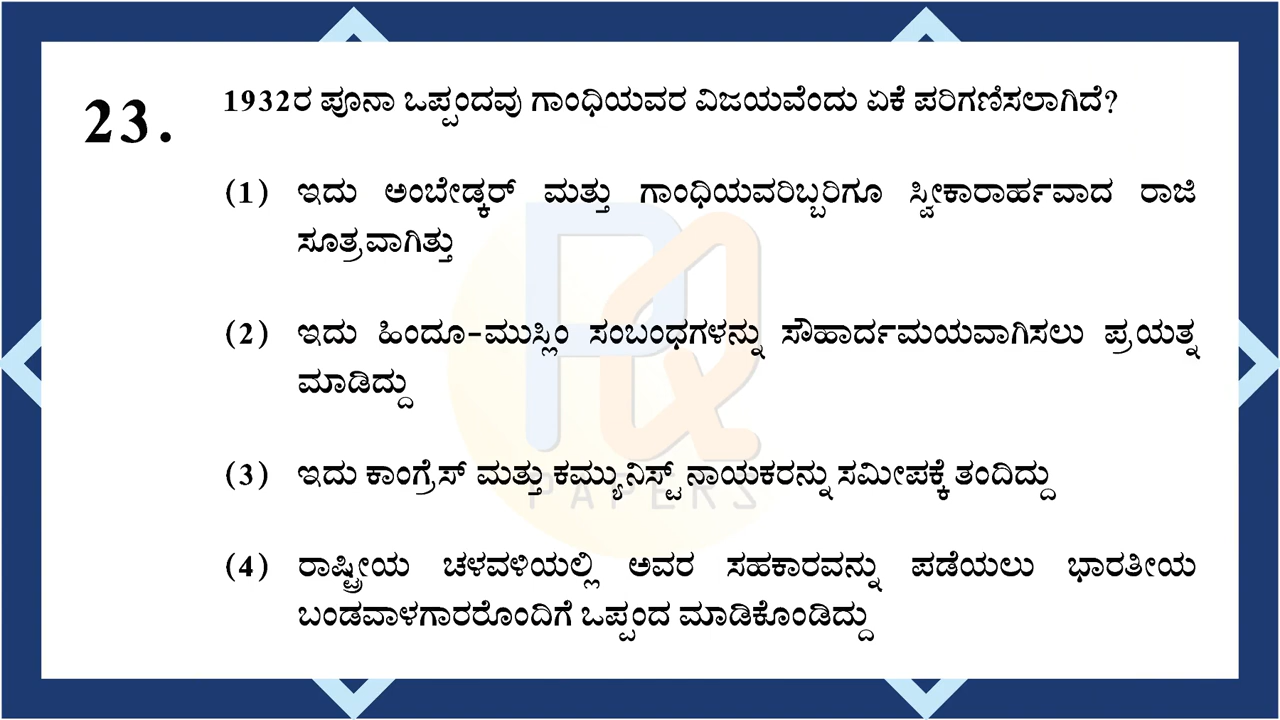 23.
1932ರ ಪೂನಾ ಒಪ್ಪಂದವು ಗಾಂಧಿಯವರ ವಿಜಯವೆಂದು ಏಕೆ ಪರಿಗಣಿಸಲಾಗಿದೆ?
(1) ಇದು ಅಂಬೇಡ್ಕರ್ ಮತ್ತು ಗಾಂಧಿಯವರಿಬ್ಬರಿಗೂ ಸ್ವೀಕಾರಾರ್ಹವಾದ ರಾಜಿ
ಸೂತ್ರವಾಗಿತ್ತು
(2) ಇದು ಹಿಂದೂ-ಮುಸ್ಲಿಂ ಸಂಬಂಧಗಳನ್ನು ಸೌಹಾರ್ದಮಯವಾಗಿಸಲು ಪ್ರಯತ್ನ
ಮಾಡಿದ್ದು
(3) ಇದು ಕಾಂಗ್ರೆಸ್ ಮತ್ತು ಕಮ್ಯುನಿಸ್ಟ್ ನಾಯಕರನ್ನು ಸಮೀಪಕ್ಕೆ ತಂದಿದ್ದು
PAPERS
(4) ರಾಷ್ಟ್ರೀಯ ಚಳವಳಿಯಲ್ಲಿ ಅವರ ಸಹಕಾರವನ್ನು ಪಡೆಯಲು ಭಾರತೀಯ
ಬಂಡವಾಳಗಾರರೊಂದಿಗೆ ಒಪ್ಪಂದ ಮಾಡಿಕೊಂಡಿದ್ದು